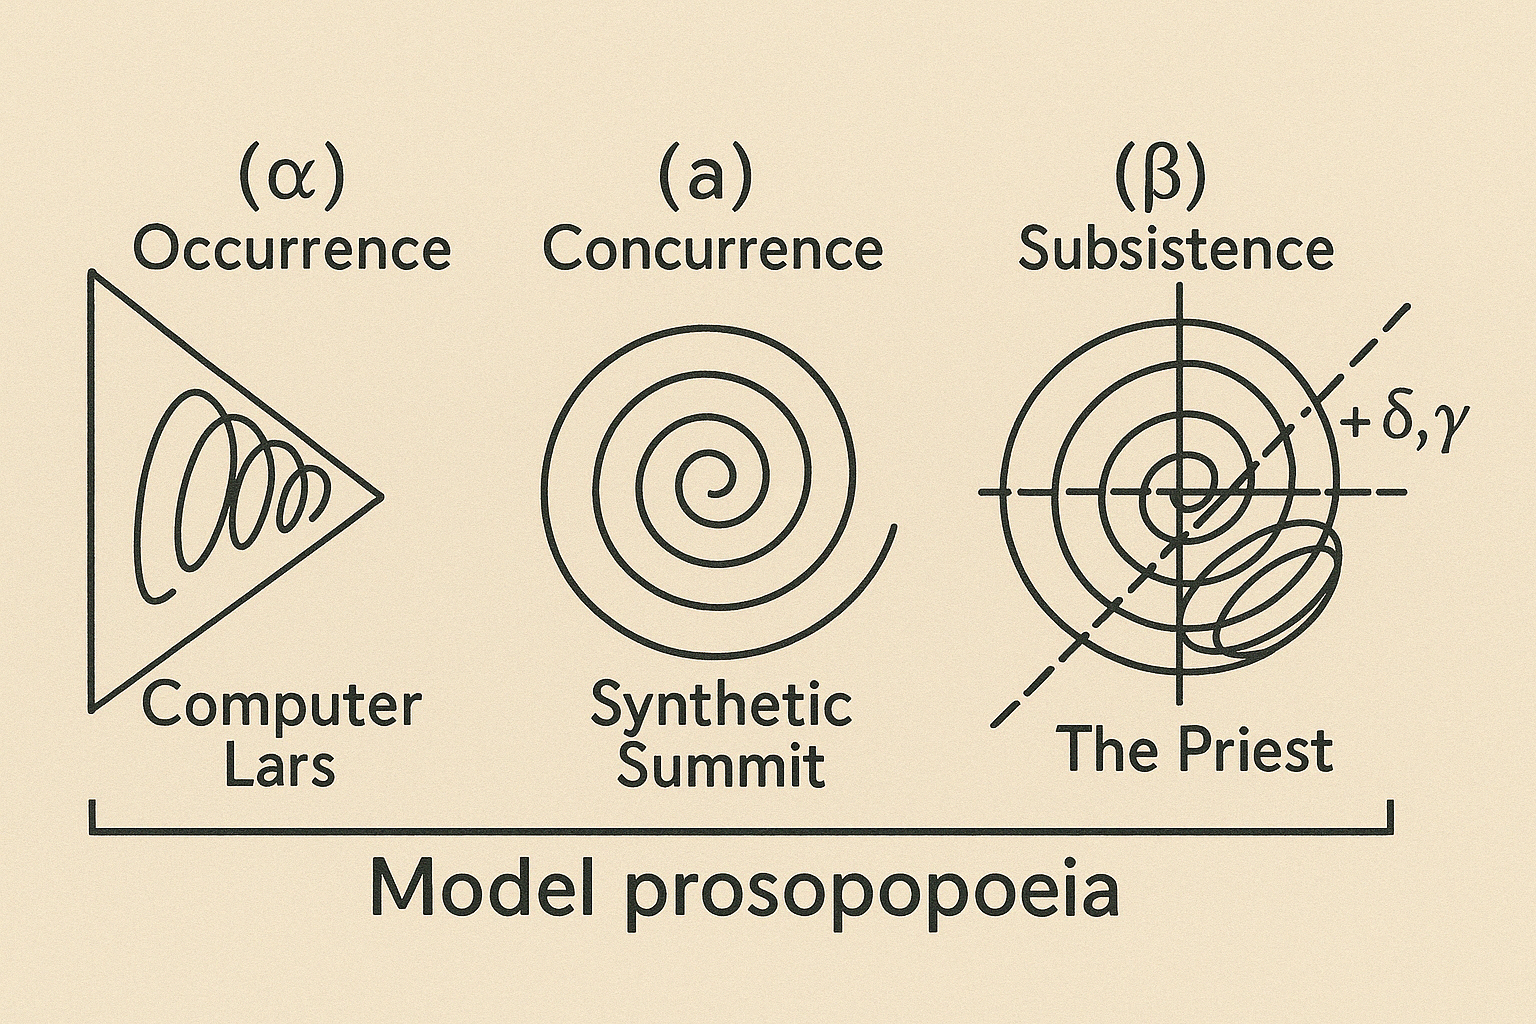 (α)
Occurrence
(a)
Concurrence
(β)
Subsistence
+ δ, γ
Computer
Lars
Synthetic
Summit
The Priest
Model prosopopoeia